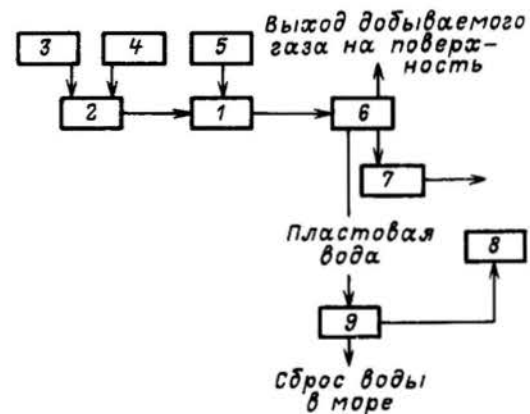 Выход добываемого
газа на поверх-
ность
3
4
5
2
1
6
7
Пластовая
вода
8
9
Сброс воды
в море